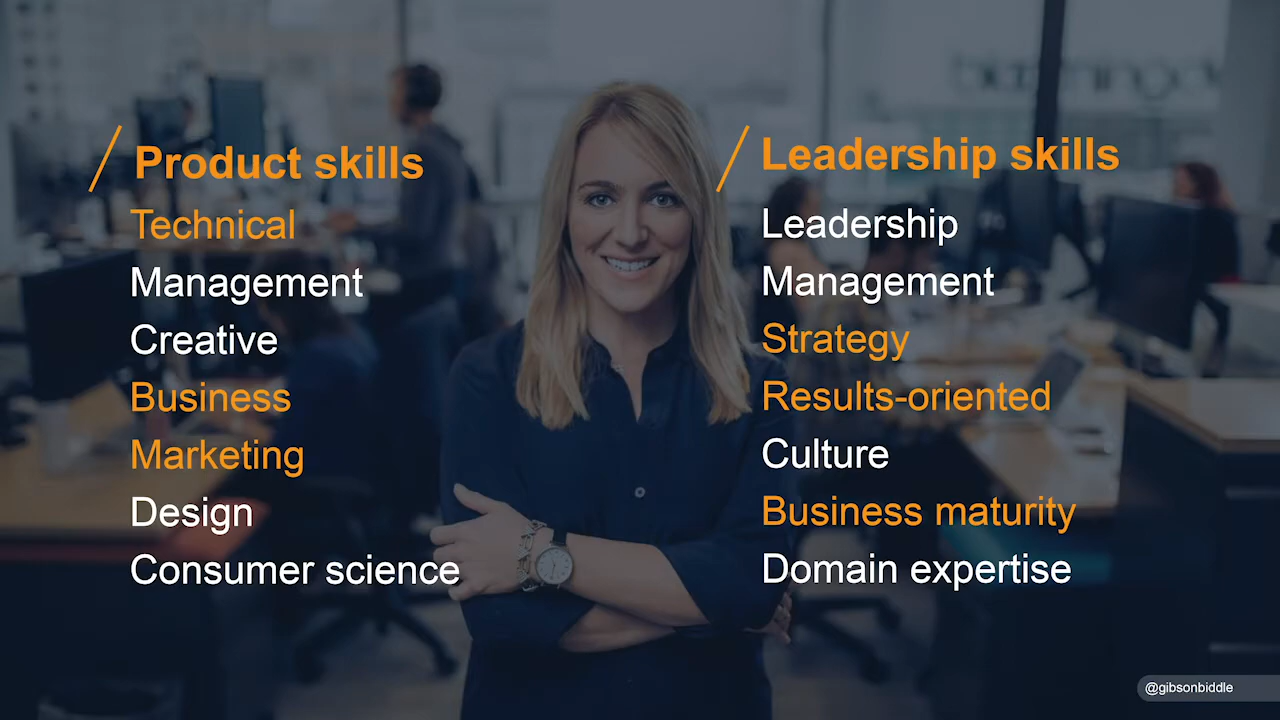 Product skills
Technical
Management
Creative
Business
Marketing
Design
Consumer science
Leadership skills
Leadership
Management
Strategy
Results-oriented
Culture
Business maturity
Domain expertise
@gibsonbiddle